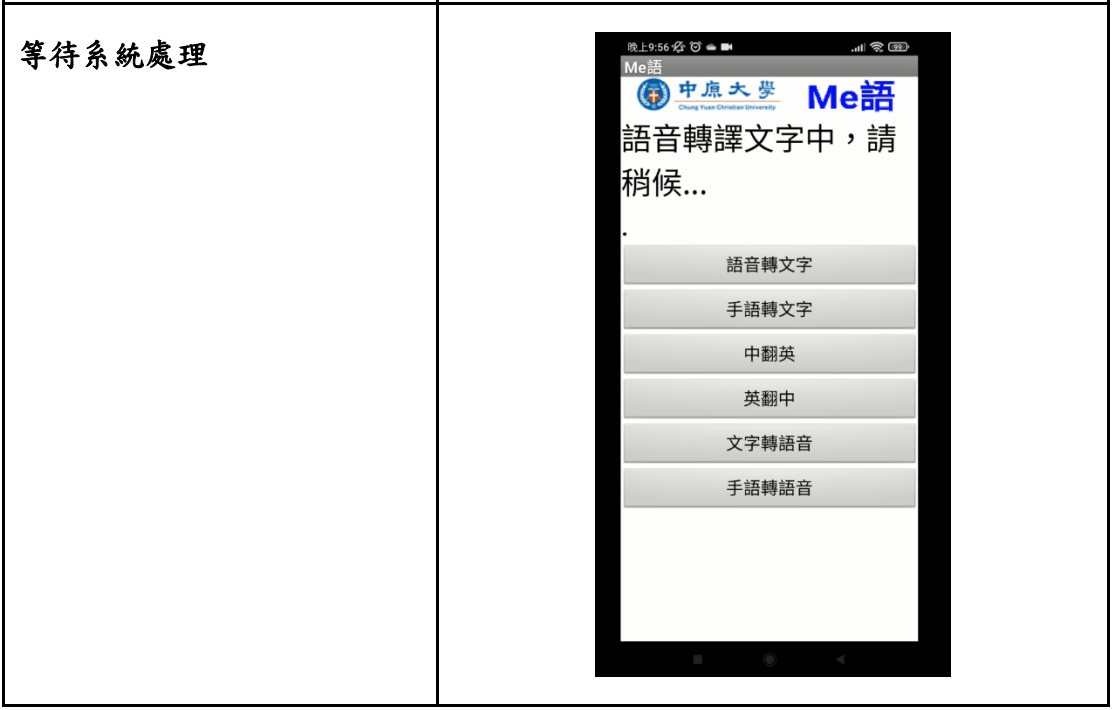 等待系統處理
晚上9:56
99
Me語
中原大學
Chung Yuan Christian University
Me語
語音轉譯文字中，請
稍候...
.
語音轉文字
手語轉文字
中翻英
英翻中
文字轉語音
手語轉語音